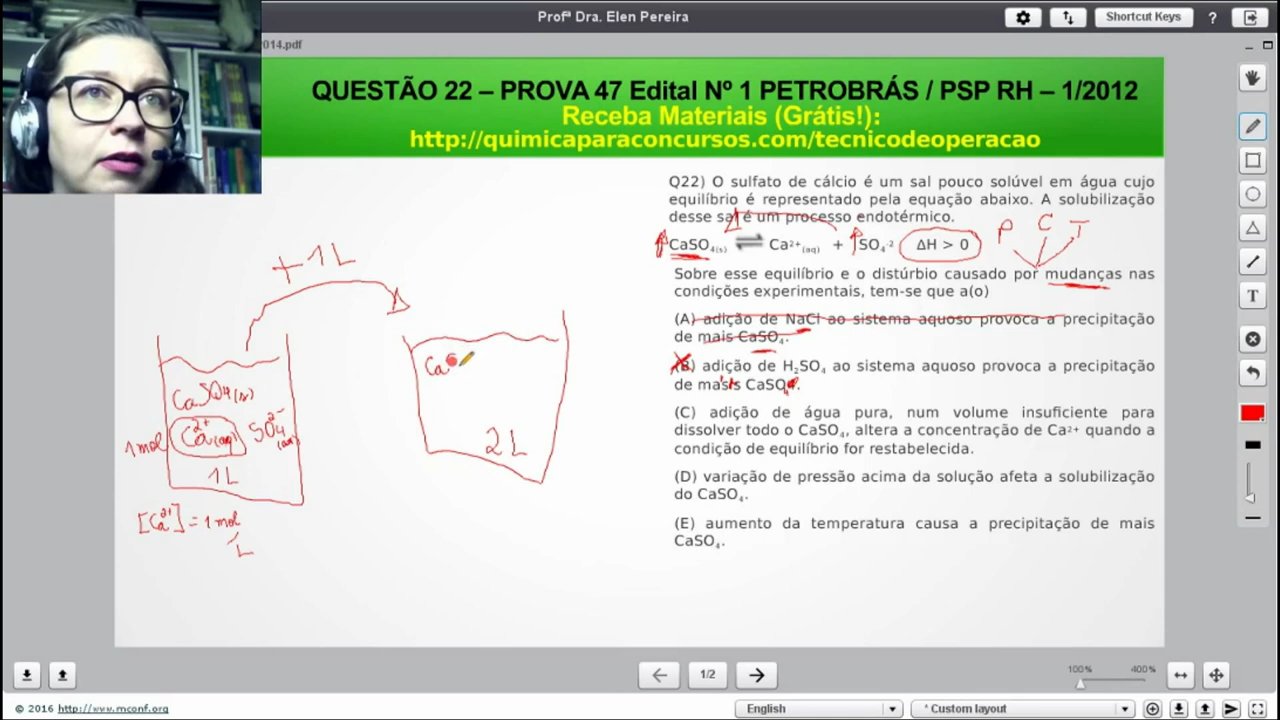 Profª Dra. Elen Pereira
Shortcut Keys
?
014.pdf
QUESTÃO 22 – PROVA 47 Edital Nº 1 PETROBRÁS / PSP RH – 1/2012
Receba Materiais (Grátis!):
http://quimicaparaconcursos.com/tecnicodeoperacao
Q22) O sulfato de cálcio é um sal pouco solúvel em água cujo
equilíbrio é representado pela equação abaixo. A solubilização
desse sal é um processo endotérmico.
P C T
CaSO₄(s) ⇌ Ca²⁺(aq) + SO₄⁻² ΔH > 0
Sobre esse equilíbrio e o distúrbio causado por mudanças nas
condições experimentais, tem-se que a(o)
(A) adição de NaCl ao sistema aquoso provoca a precipitação
de mais CaSO₄.
(B) adição de H₂SO₄ ao sistema aquoso provoca a precipitação
de mais CaSO₄.
(C) adição de água pura, num volume insuficiente para
dissolver todo o CaSO₄, altera a concentração de Ca²⁺ quando a
condição de equilíbrio for restabelecida.
(D) variação de pressão acima da solução afeta a solubilização
do CaSO₄.
(E) aumento da temperatura causa a precipitação de mais
CaSO₄.
+1L
CaSO4(s)
1 mol Ca²⁺(aq) SO4²⁻(aq)
1L
[Ca²⁺] = 1 mol
/L
Ca
2L
T
1/2
100%
400%
© 2016 http://www.mconf.org
English
* Custom layout